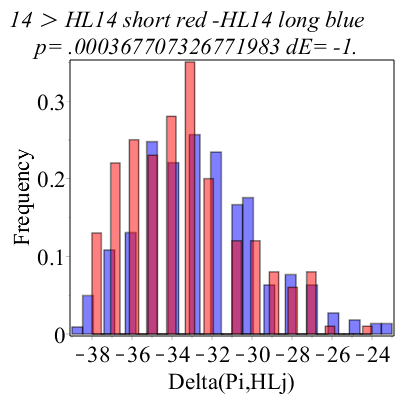 14 > HL14 short red -HL14 long blue
p= .000367707326771983 dE= -1.
0.3
0.2
0.1
0
Frequency
-38 -36 -34 -32 -30 -28 -26 -24
Delta(Pi,HLj)